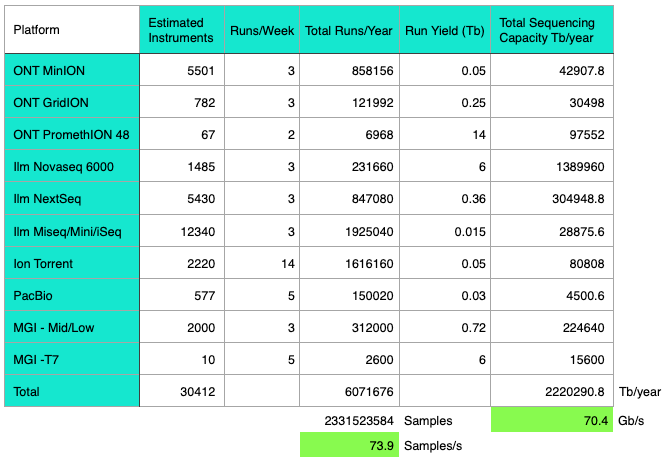 Platform Estimated Instruments Runs/Week Total Runs/Year Run Yield (Tb) Total Sequencing Capacity Tb/year
ONT MinION 5501 3 858156 0.05 42907.8
ONT GridION 782 3 121992 0.25 30498
ONT PromethION 48 67 2 6968 14 97552
Ilm Novaseq 6000 1485 3 231660 6 1389960
Ilm NextSeq 5430 3 847080 0.36 304948.8
Ilm Miseq/Mini/iSeq 12340 3 1925040 0.015 28875.6
Ion Torrent 2220 14 1616160 0.05 80808
PacBio 577 5 150020 0.03 4500.6
MGI - Mid/Low 2000 3 312000 0.72 224640
MGI -T7 10 5 2600 6 15600
Total 30412 6071676 2220290.8 Tb/year
2331523584 Samples 70.4 Gb/s
73.9 Samples/s